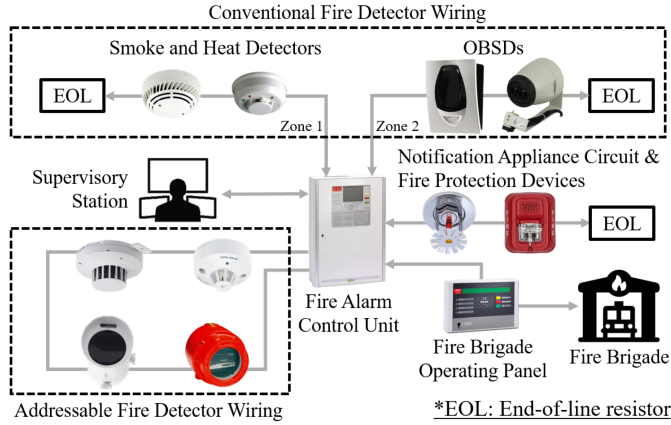 Conventional Fire Detector Wiring
Smoke and Heat Detectors
OBSDs
EOL
EOL
Zone 1
Zone 2
Supervisory
Station
Notification Appliance Circuit &
Fire Protection Devices
EOL
Fire Alarm
Control Unit
Fire Brigade
Operating Panel
Fire Brigade
Addressable Fire Detector Wiring
*EOL: End-of-line resistor